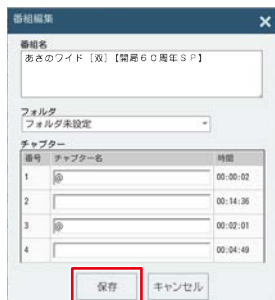 番組編集
番組名
あさのワイド [双]【開局60周年SP】
フォルダ
フォルダ未設定
チャプター
番号 チャプター名 時間
1 @ 00:00:02
2 00:14:36
3 @ 00:02:01
4 00:04:49
保存 キャンセル